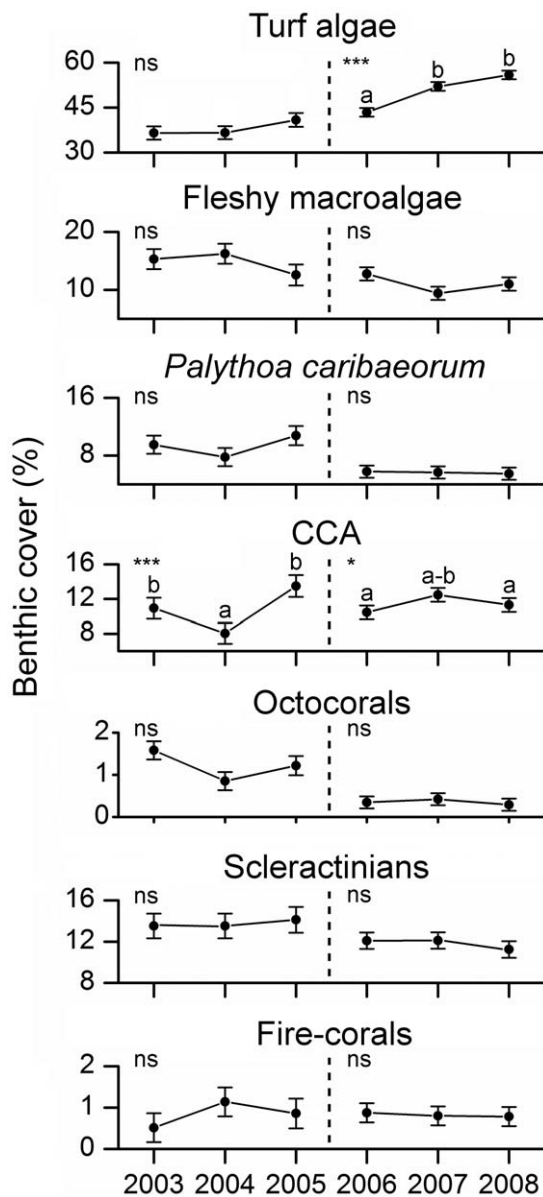 Benthic cover (%)
Turf algae
60
45
30
ns
***
a
b
b
Fleshy macroalgae
20
10
ns
ns
Palythoa caribaeorum
16
8
ns
ns
CCA
16
12
8
***
b
a
b
*
a
a-b
a
Octocorals
2
1
0
ns
ns
Scleractinians
16
12
8
ns
ns
Fire-corals
2
1
0
ns
ns
2003 2004 2005 2006 2007 2008